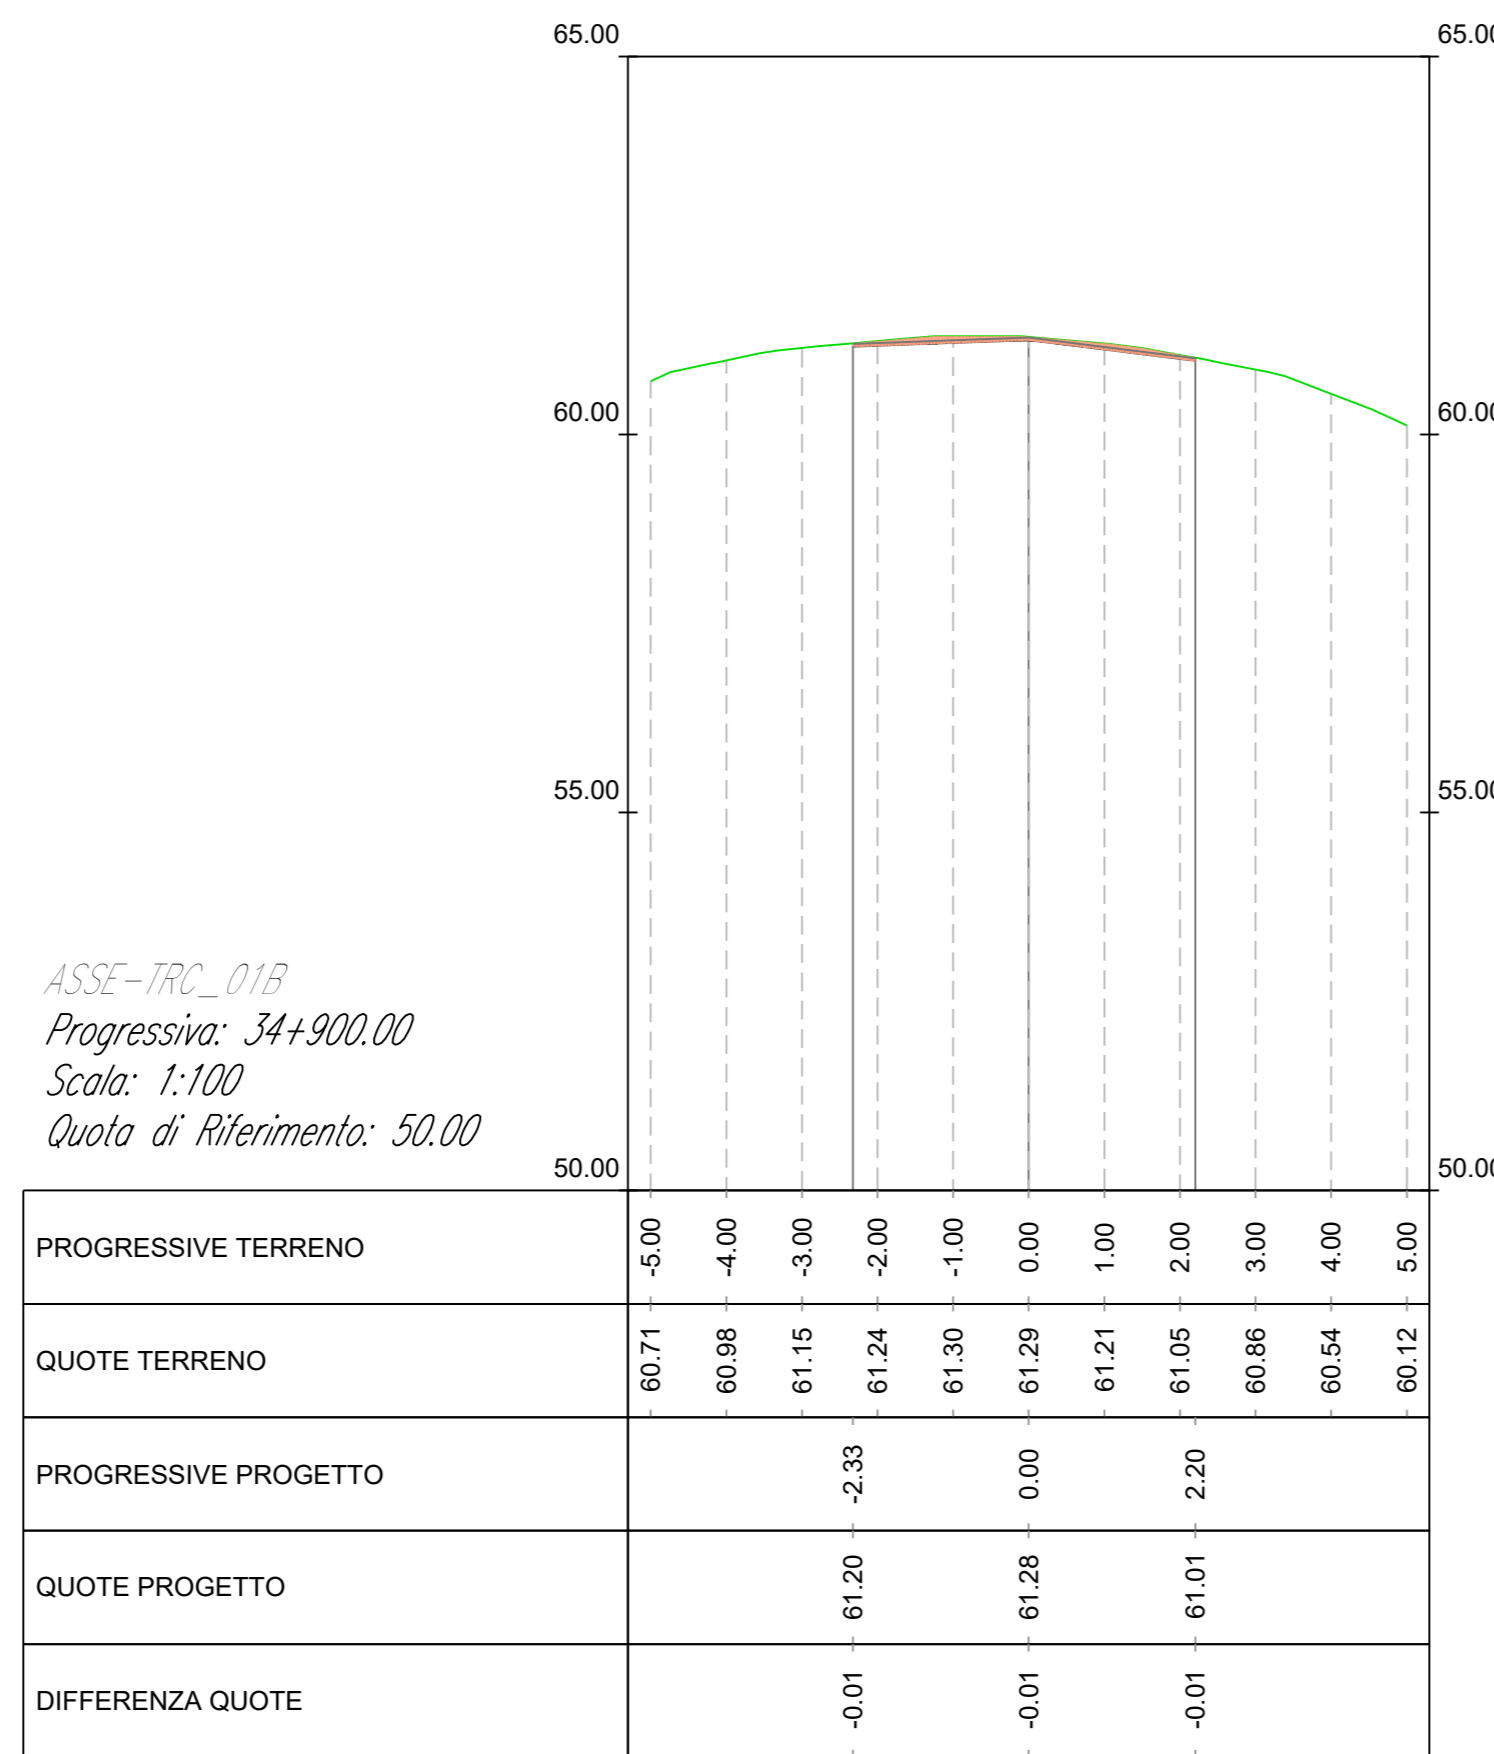 65.00 65.00
60.00 60.00
55.00 55.00
ASSE-TRC_01B
Progressiva: 34+900.00
Scala: 1:100
Quota di Riferimento: 50.00
50.00 50.00
PROGRESSIVE TERRENO -5.00 -4.00 -3.00 -2.00 -1.00 0.00 1.00 2.00 3.00 4.00 5.00
QUOTE TERRENO 60.71 60.98 61.15 61.24 61.30 61.29 61.21 61.05 60.86 60.54 60.12
PROGRESSIVE PROGETTO -2.33 0.00 2.20
QUOTE PROGETTO 61.20 61.28 61.01
DIFFERENZA QUOTE -0.01 -0.01 -0.01